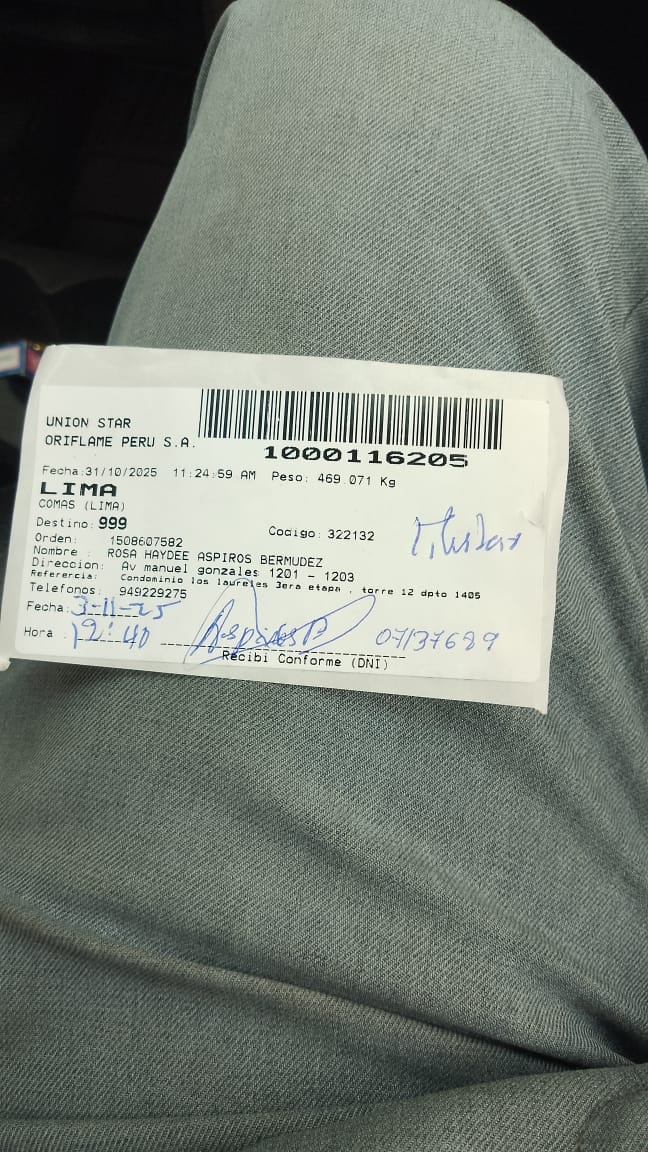 UNION STAR
ORIFLAME PERU S.A.
1000116205
Fecha:31/10/2025 11:24:59 AM Peso: 469.071 Kg
LIMA
COMAS (LIMA)
Destino: 999
Orden: 1508607582 Codigo: 322132
Nombre : ROSA HAYDEE ASPIROS BERMUDEZ
Direccion: Av manuel gonzales 1201 - 1203
Referencia: Condominio los laureles 3era etapa , torre 12 dpto 1405
Telefonos: 949229275
Fecha: 3-11-25
Hora : 12:40 07137689
Recibi Conforme (DNI)